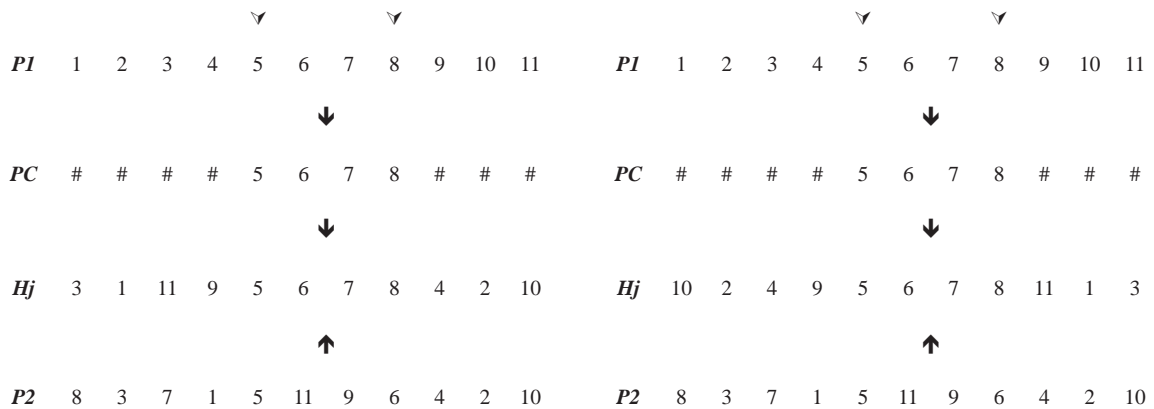 P1 1 2 3 4 5 6 7 8 9 10 11 P1 1 2 3 4 5 6 7 8 9 10 11
PC # # # # 5 6 7 8 # # # PC # # # # 5 6 7 8 # # #
Hj 3 1 11 9 5 6 7 8 4 2 10 Hj 10 2 4 9 5 6 7 8 11 1 3
P2 8 3 7 1 5 11 9 6 4 2 10 P2 8 3 7 1 5 11 9 6 4 2 10